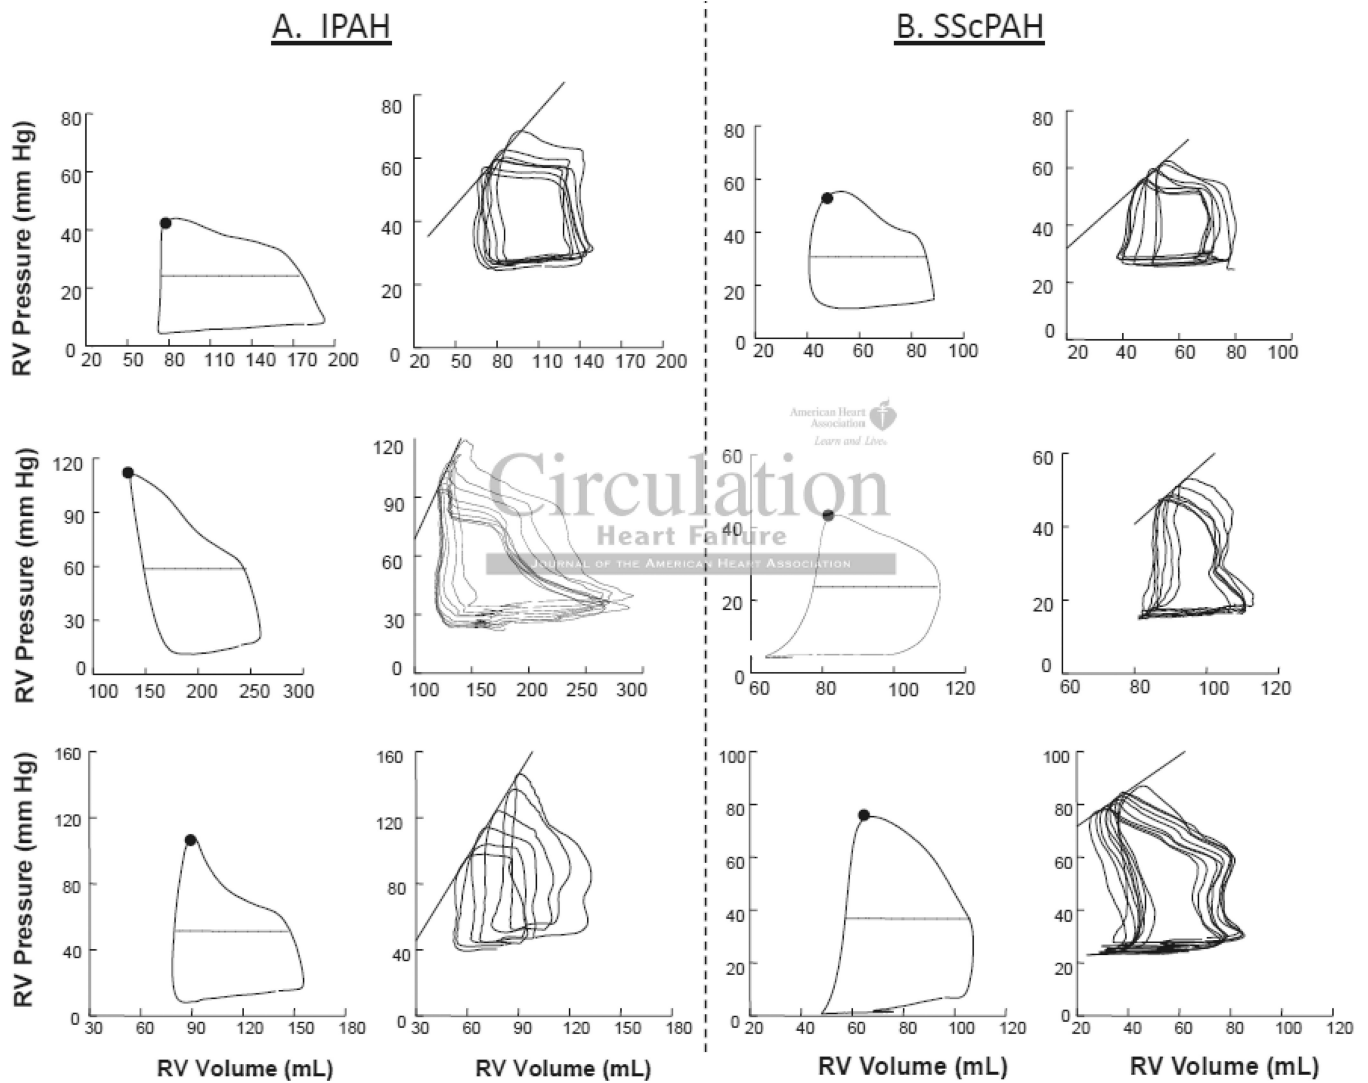 A. IPAH
B. SScPAH
RV Pressure (mm Hg)
80
60
40
20
0
20 50 80 110 140 170 200
80
60
40
20
0
20 50 80 110 140 170 200
80
60
40
20
0
20 40 60 80 100
80
60
40
20
0
20 40 60 80 100
American Heart
Association
Learn and Live®
Circulation
Heart Failure
JOURNAL OF THE AMERICAN HEART ASSOCIATION
RV Pressure (mm Hg)
120
90
60
30
0
100 150 200 250 300
120
90
60
30
0
100 150 200 250 300
60
40
20
0
60 80 100 120
60
40
20
0
60 80 100 120
RV Pressure (mm Hg)
160
120
80
40
0
30 60 90 120 150 180
160
120
80
40
0
30 60 90 120 150 180
100
80
60
40
20
0
20 40 60 80 100 120
100
80
60
40
20
0
20 40 60 80 100 120
RV Volume (mL)
RV Volume (mL)
RV Volume (mL)
RV Volume (mL)